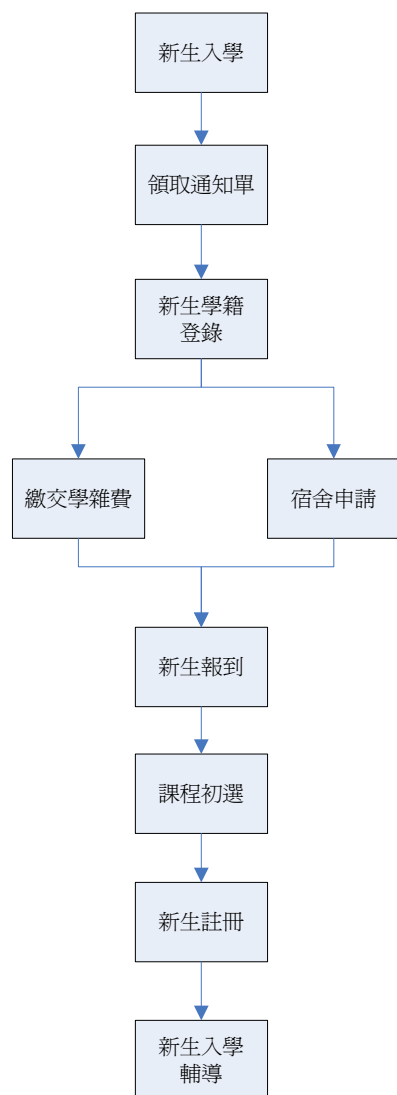 新生入學
領取通知單
新生學籍
登錄
繳交學雜費
宿舍申請
新生報到
課程初選
新生註冊
新生入學
輔導